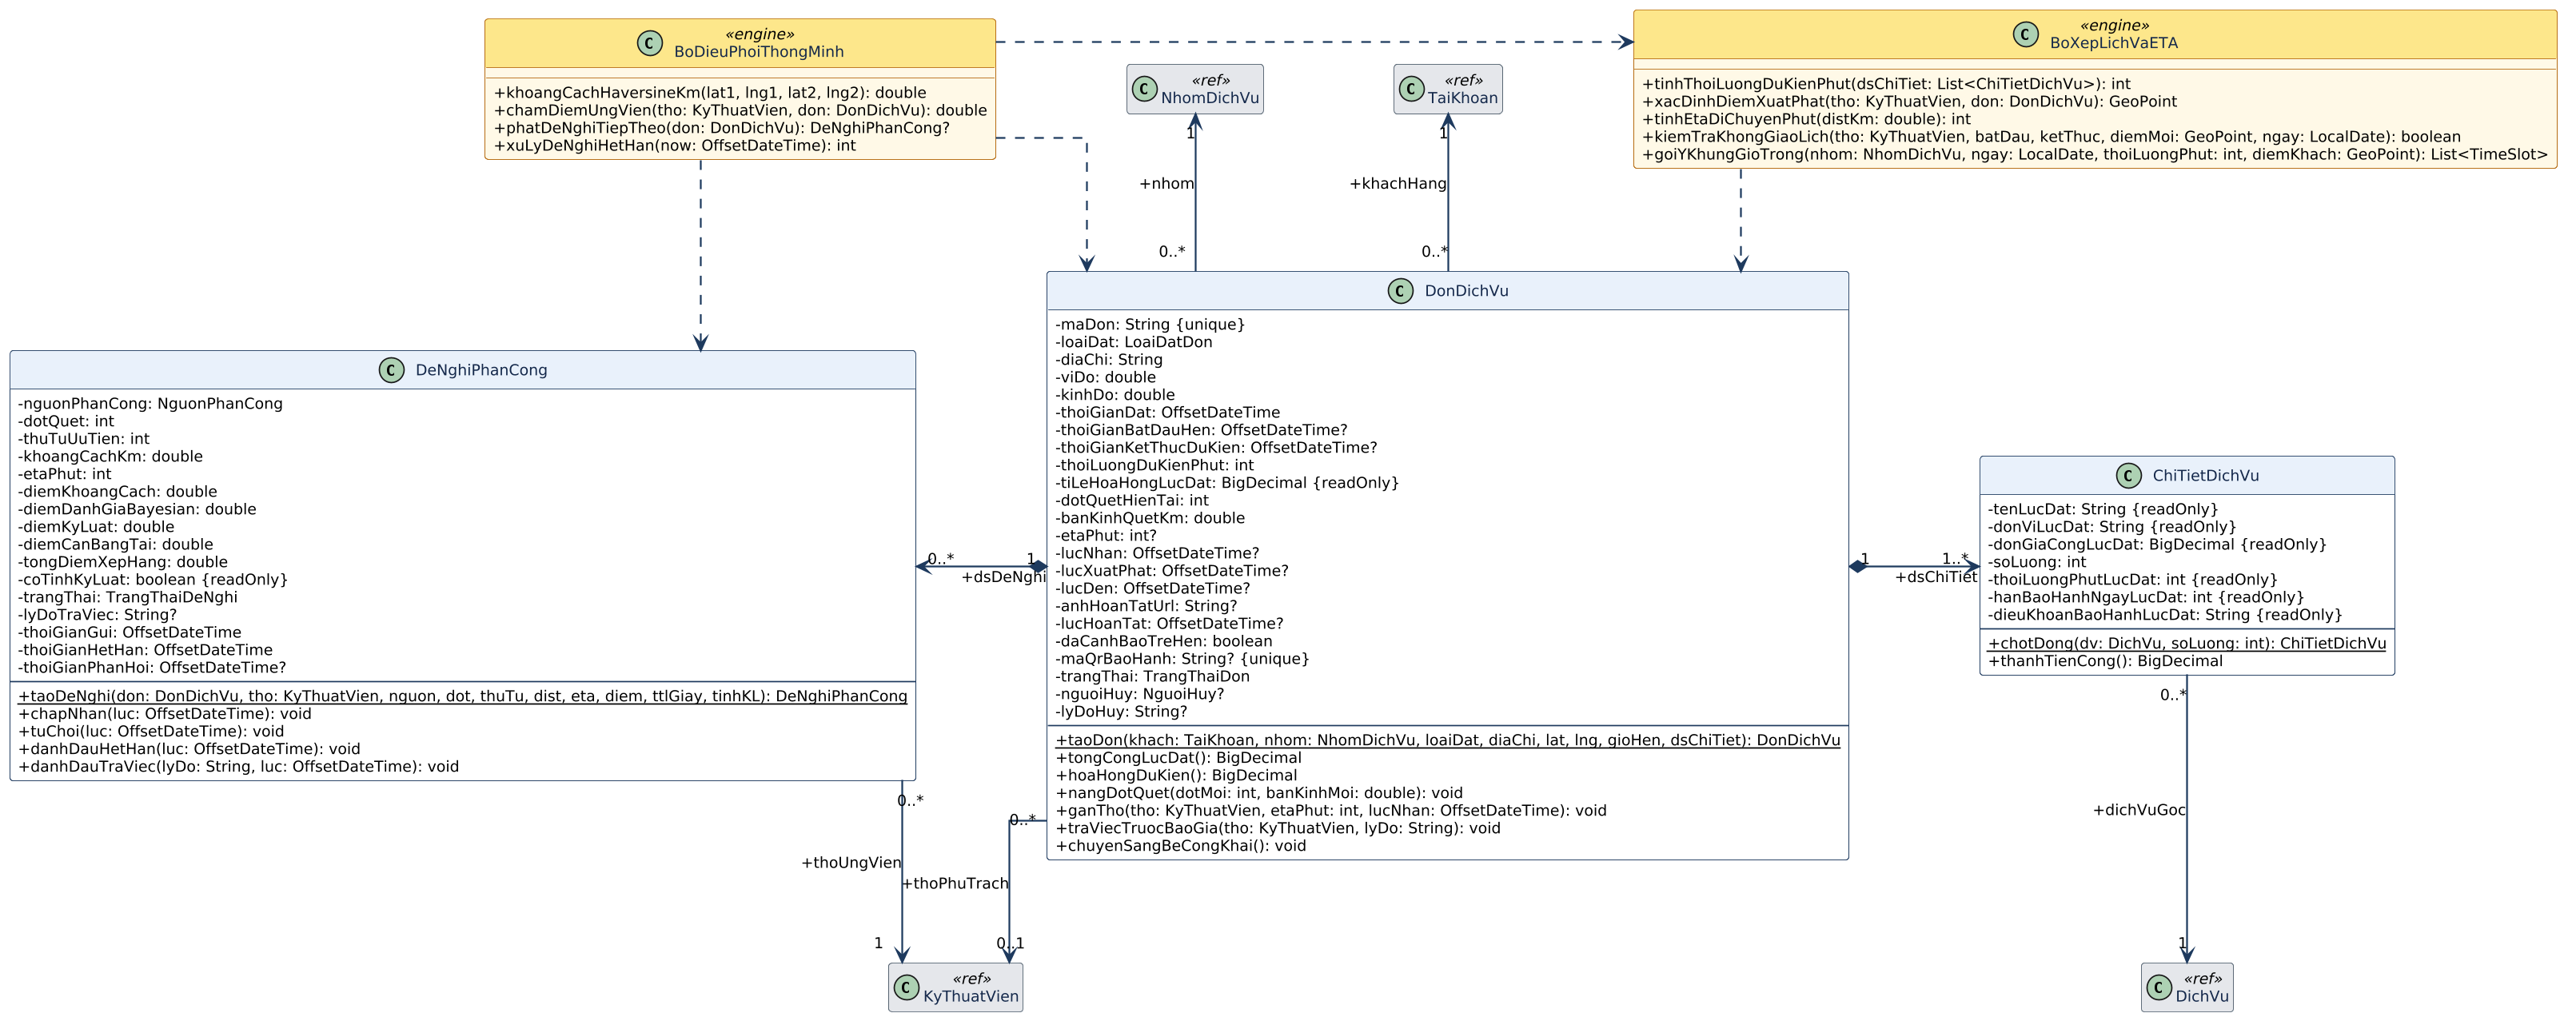 «engine»
C
BoDieuPhoiThongMinh
+khoangCachHaversineKm(lat1, lng1, lat2, lng2): double
+chamDiemUngVien(tho: KyThuatVien, don: DonDichVu): double
+phatDeNghiTiepTheo(don: DonDichVu): DeNghiPhanCong?
+xuLyDeNghiHetHan(now: OffsetDateTime): int
«engine»
C
BoXepLichVaETA
+tinhThoiLuongDuKienPhut(dsChiTiet: List<ChiTietDichVu>): int
+xacDinhDiemXuatPhat(tho: KyThuatVien, don: DonDichVu): GeoPoint
+tinhEtaDiChuyenPhut(distKm: double): int
+kiemTraKhongGiaoLich(tho: KyThuatVien, batDau, ketThuc, diemMoi: GeoPoint, ngay: LocalDate): boolean
+goiYKhungGioTrong(nhom: NhomDichVu, ngay: LocalDate, thoiLuongPhut: int, diemKhach: GeoPoint): List<TimeSlot>
«ref»
C
NhomDichVu
«ref»
C
TaiKhoan
1
+nhom
0..*
1
+khachHang
0..*
C DeNghiPhanCong
-nguonPhanCong: NguonPhanCong
-dotQuet: int
-thuTuUuTien: int
-khoangCachKm: double
-etaPhut: int
-diemKhoangCach: double
-diemDanhGiaBayesian: double
-diemKyLuat: double
-diemCanBangTai: double
-tongDiemXepHang: double
-coTinhKyLuat: boolean {readOnly}
-trangThai: TrangThaiDeNghi
-lyDoTraViec: String?
-thoiGianGui: OffsetDateTime
-thoiGianHetHan: OffsetDateTime
-thoiGianPhanHoi: OffsetDateTime?
+taoDeNghi(don: DonDichVu, tho: KyThuatVien, nguon, dot, thuTu, dist, eta, diem, ttlGiay, tinhKL): DeNghiPhanCong
+chapNhan(luc: OffsetDateTime): void
+tuChoi(luc: OffsetDateTime): void
+danhDauHetHan(luc: OffsetDateTime): void
+danhDauTraViec(lyDo: String, luc: OffsetDateTime): void
0..*
1
+dsDeNghi
C DonDichVu
-maDon: String {unique}
-loaiDat: LoaiDatDon
-diaChi: String
-viDo: double
-kinhDo: double
-thoiGianDat: OffsetDateTime
-thoiGianBatDauHen: OffsetDateTime?
-thoiGianKetThucDuKien: OffsetDateTime?
-thoiLuongDuKienPhut: int
-tiLeHoaHongLucDat: BigDecimal {readOnly}
-dotQuetHienTai: int
-banKinhQuetKm: double
-etaPhut: int?
-lucNhan: OffsetDateTime?
-lucXuatPhat: OffsetDateTime?
-lucDen: OffsetDateTime?
-anhHoanTatUrl: String?
-lucHoanTat: OffsetDateTime?
-daCanhBaoTreHen: boolean
-maQrBaoHanh: String? {unique}
-trangThai: TrangThaiDon
-nguoiHuy: NguoiHuy?
-lyDoHuy: String?
+taoDon(khach: TaiKhoan, nhom: NhomDichVu, loaiDat, diaChi, lat, lng, gioHen, dsChiTiet): DonDichVu
+tongCongLucDat(): BigDecimal
+hoaHongDuKien(): BigDecimal
+nangDotQuet(dotMoi: int, banKinhMoi: double): void
+ganTho(tho: KyThuatVien, etaPhut: int, lucNhan: OffsetDateTime): void
+traViecTruocBaoGia(tho: KyThuatVien, lyDo: String): void
+chuyenSangBeCongKhai(): void
1
1..*
+dsChiTiet
C ChiTietDichVu
-tenLucDat: String {readOnly}
-donViLucDat: String {readOnly}
-donGiaCongLucDat: BigDecimal {readOnly}
-soLuong: int
-thoiLuongPhutLucDat: int {readOnly}
-hanBaoHanhNgayLucDat: int {readOnly}
-dieuKhoanBaoHanhLucDat: String {readOnly}
+chotDong(dv: DichVu, soLuong: int): ChiTietDichVu
+thanhTienCong(): BigDecimal
0..*
+thoUngVien
1
0..*
+thoPhuTrach
0..1
0..*
+dichVuGoc
1
«ref»
C
KyThuatVien
«ref»
C
DichVu